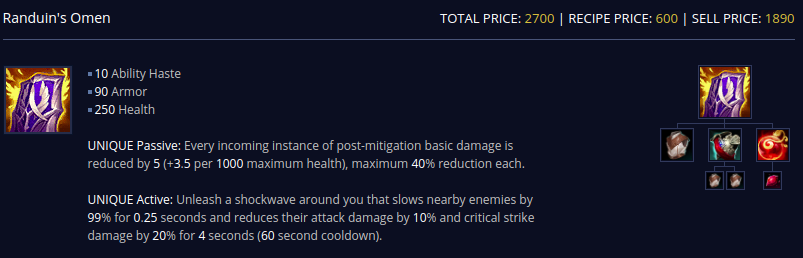 Randuin's Omen
TOTAL PRICE: 2700 | RECIPE PRICE: 600 | SELL PRICE: 1890
10 Ability Haste
90 Armor
250 Health
UNIQUE Passive: Every incoming instance of post-mitigation basic damage is
reduced by 5 (+3.5 per 1000 maximum health), maximum 40% reduction each.
UNIQUE Active: Unleash a shockwave around you that slows nearby enemies by
99% for 0.25 seconds and reduces their attack damage by 10% and critical strike
damage by 20% for 4 seconds (60 second cooldown).